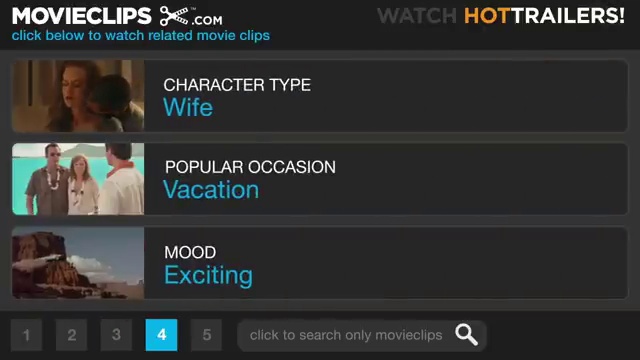 MOVIECLIPS .COM
WATCH HOTTRAILERS!
click below to watch related movie clips
CHARACTER TYPE
Wife
POPULAR OCCASION
Vacation
MOOD
Exciting
1 2 3 4 5 click to search only movieclips